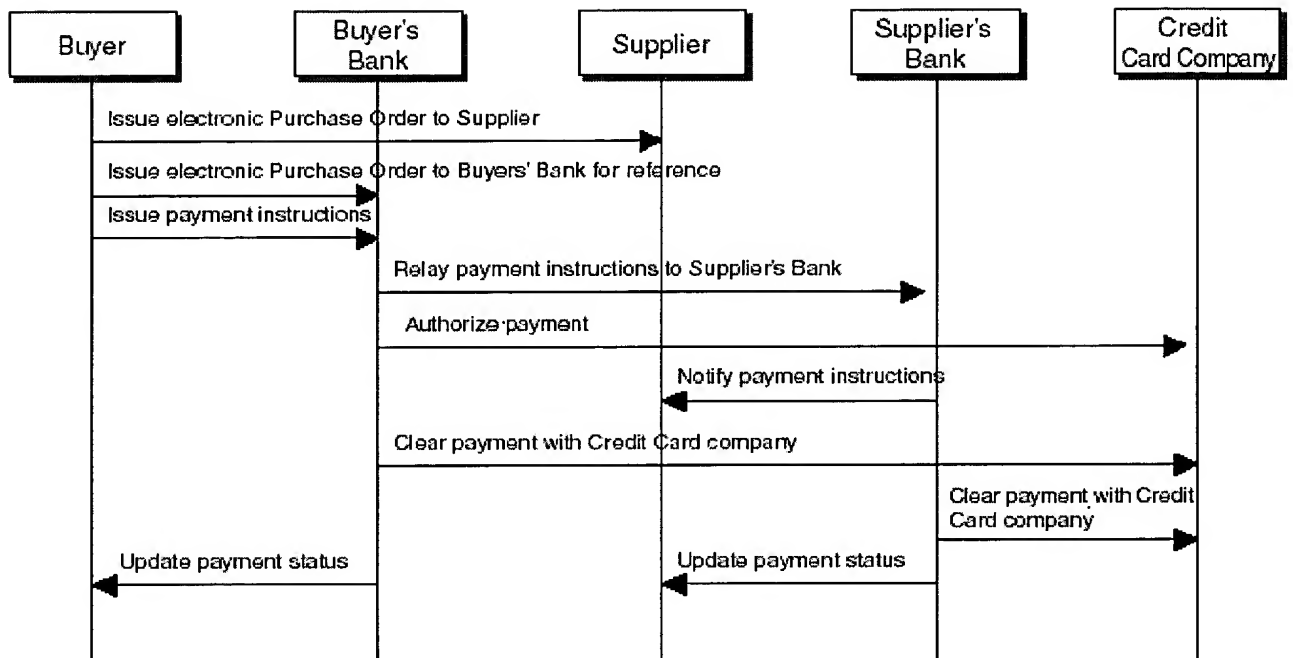 Buyer
Buyer's
Bank
Supplier
Supplier's
Bank
Credit
Card Company
Issue electronic Purchase Order to Supplier
Issue electronic Purchase Order to Buyers' Bank for reference
Issue payment instructions
Relay payment instructions to Supplier's Bank
Authorize payment
Notify payment instructions
Clear payment with Credit Card company
Clear payment with Credit
Card company
Update payment status
Update payment status